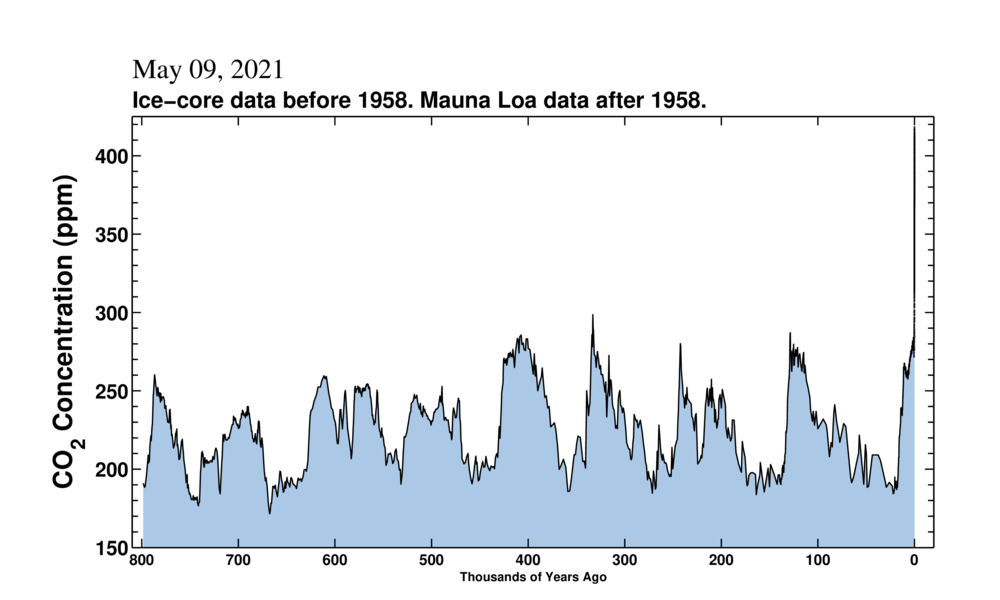 May 09, 2021
Ice-core data before 1958. Mauna Loa data after 1958.
CO2 Concentration (ppm)
400
350
300
250
200
150
800 700 600 500 400 300 200 100 0
Thousands of Years Ago